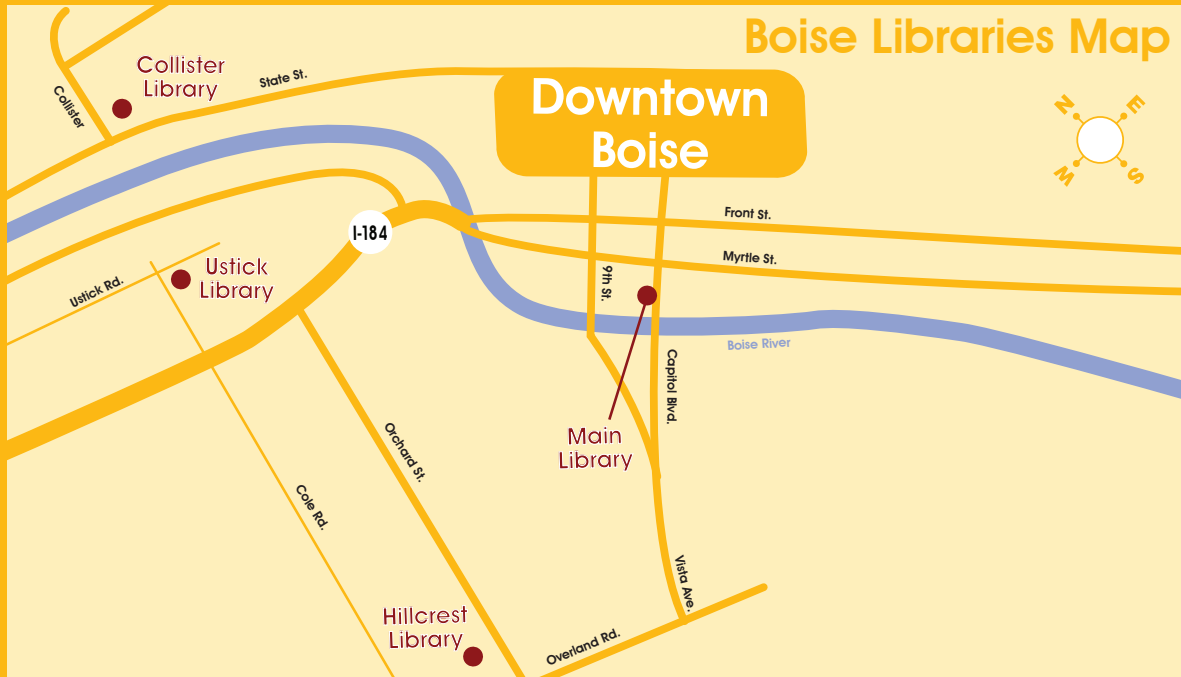 Boise Libraries Map
Collister
Library
Collister
State St.
Downtown
Boise
N
E
W
S
Front St.
I-184
Myrtle St.
Ustick
Library
Ustick Rd.
9th St.
Boise River
Capitol Blvd.
Main
Library
Orchard St.
Cole Rd.
Vista Ave.
Hillcrest
Library
Overland Rd.